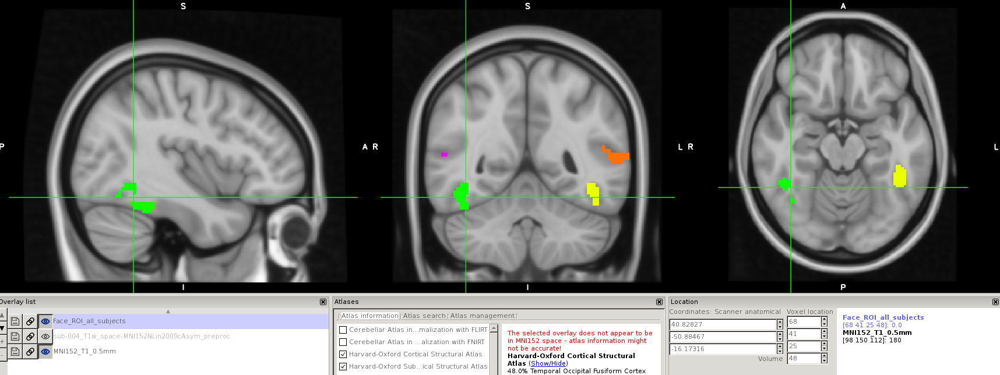 S
S
A
P
A R
L R
L
I
I
P
Overlay list
Face_ROI_all_subjects
sub-004_T1w_space-MNI152NLin2009cAsym_preproc
MNI152_T1_0.5mm
Atlases
Atlas information
Atlas search
Atlas management
Cerebellar Atlas in...malization with FLIRT
Cerebellar Atlas in ...alization with FNIRT
Harvard-Oxford Cortical Structural Atlas
Harvard-Oxford Sub...ical Structural Atlas
The selected overlay does not appear to be
in MNI152 space - atlas information might
not be accurate!
Harvard-Oxford Cortical Structural
Atlas (Show/Hide)
48.0% Temporal Occipital Fusiform Cortex
Location
Coordinates: Scanner anatomical
Voxel location
40.82827
68
-50.88467
41
-16.17316
25
Volume
48
Face_ROI_all_subjects
[68 41 25 48]: 0.0
MNI152_T1_0.5mm
[98 150 112]: 180